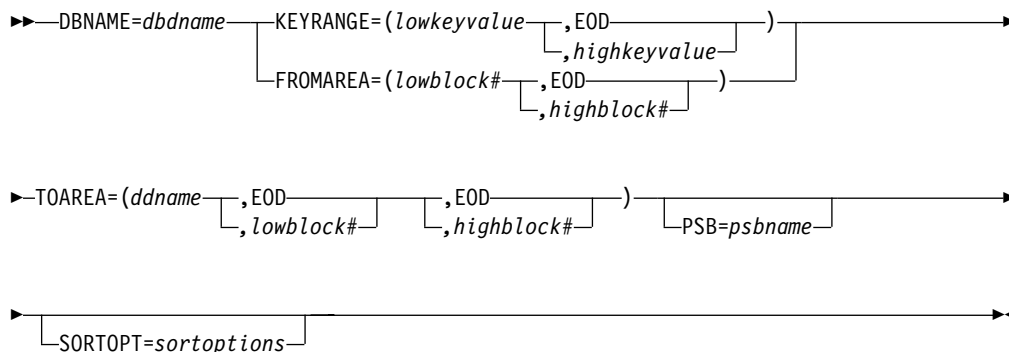 DBNAME=dbdname KEYRANGE=(lowkeyvalue ,EOD )
,highkeyvalue
FROMAREA=(lowblock# ,EOD )
,highblock#
TOAREA=(ddname ,EOD ,EOD )
,lowblock# ,highblock# PSB=psbname
SORTOPT=sortoptions